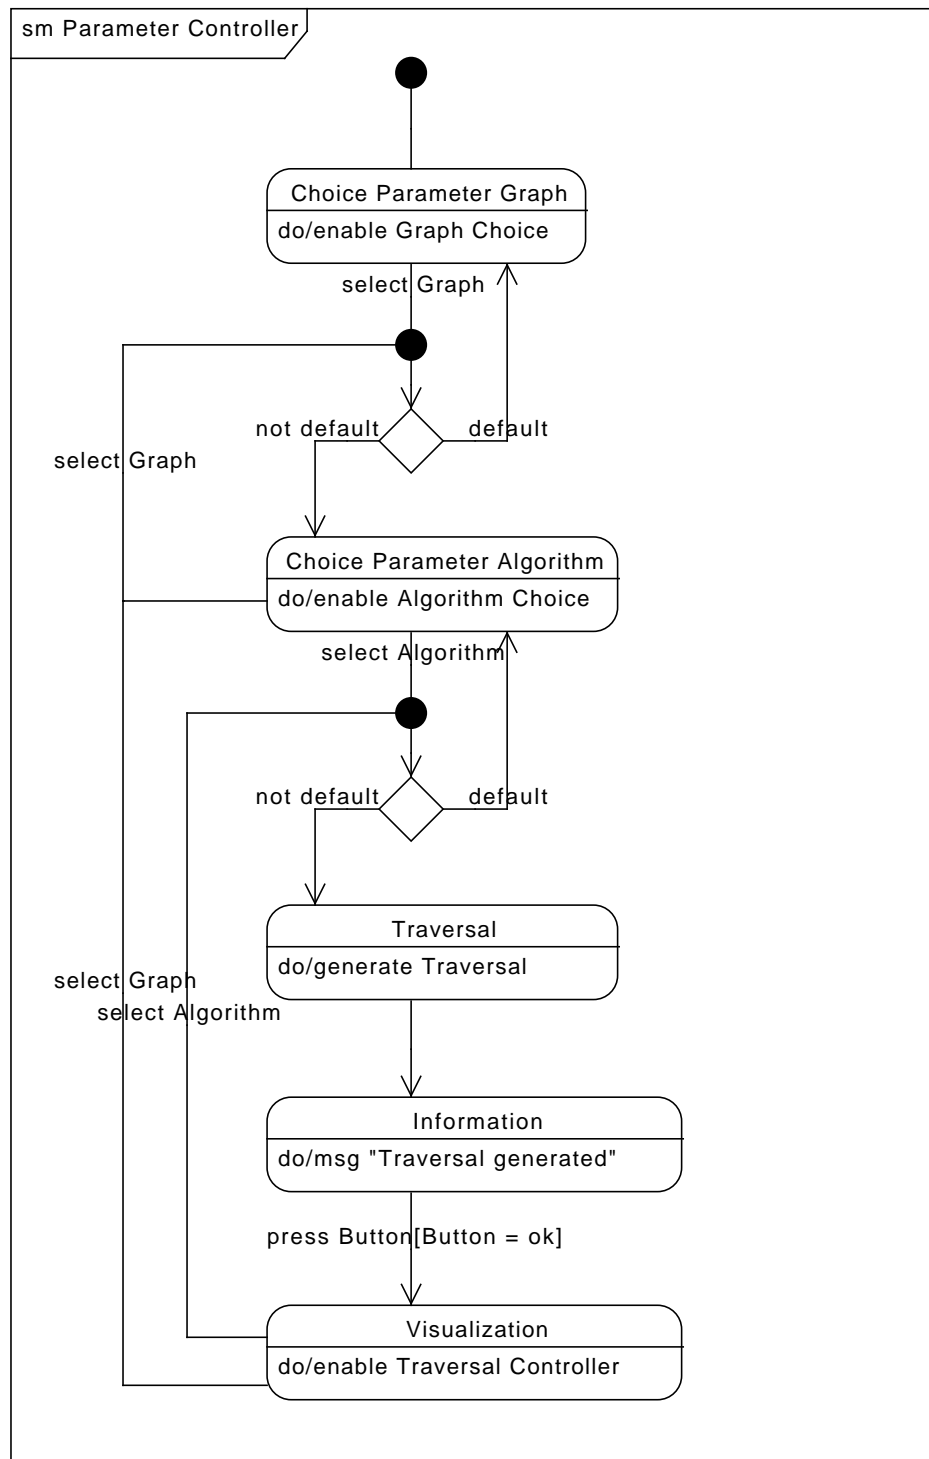 sm Parameter Controller
Choice Parameter Graph
do/enable Graph Choice
select Graph
not default
default
select Graph
Choice Parameter Algorithm
do/enable Algorithm Choice
select Algorithm
not default
default
Traversal
do/generate Traversal
select Graph
select Algorithm
Information
do/msg "Traversal generated"
press Button[Button = ok]
Visualization
do/enable Traversal Controller